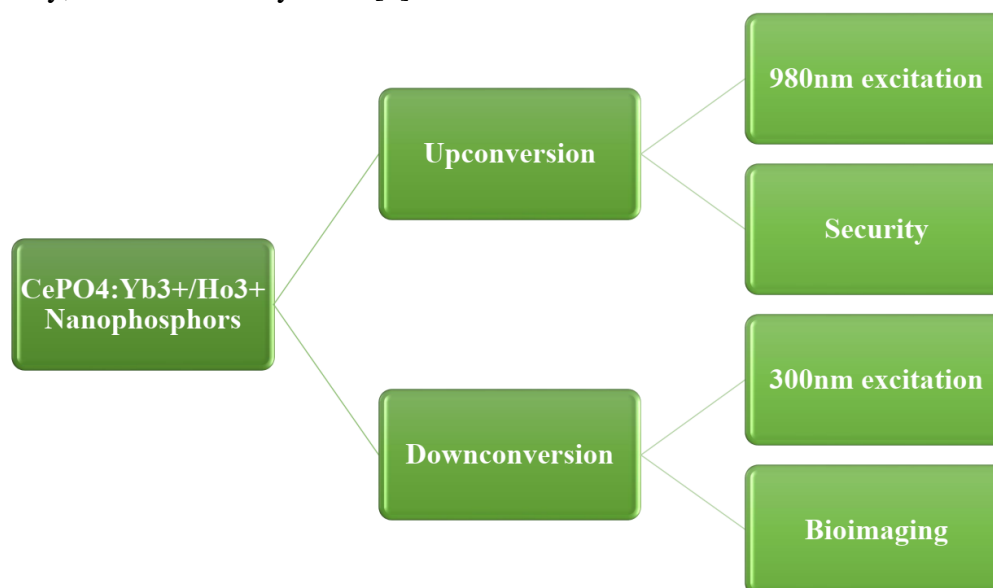 980nm excitation
Upconversion
Security
CePO4:Yb3+/Ho3+
Nanophosphors
300nm excitation
Downconversion
Bioimaging